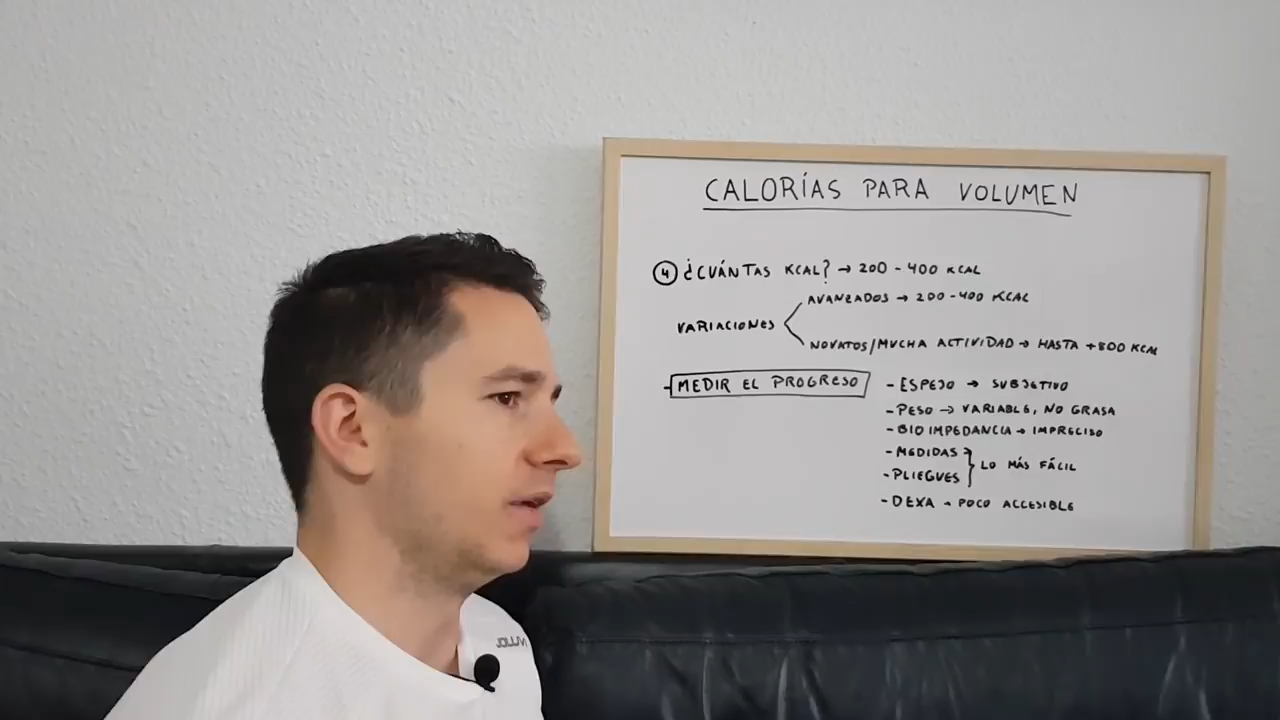 CALORÍAS PARA VOLUMEN
4 ¿CUÁNTAS KCAL? → 200 - 400 KCAL
VARIACIONES
AVANZADOS → 200 - 400 KCAL
NOVATOS/MUCHA ACTIVIDAD → HASTA +800 KCAL
- MEDIR EL PROGRESO
- ESPEJO → SUBJETIVO
- PESO → VARIABLE, NO GRASA
- BIOIMPEDANCIA → IMPRECISO
- MEDIDAS
- PLIEGUES
LO MÁS FÁCIL
- DEXA → POCO ACCESIBLE